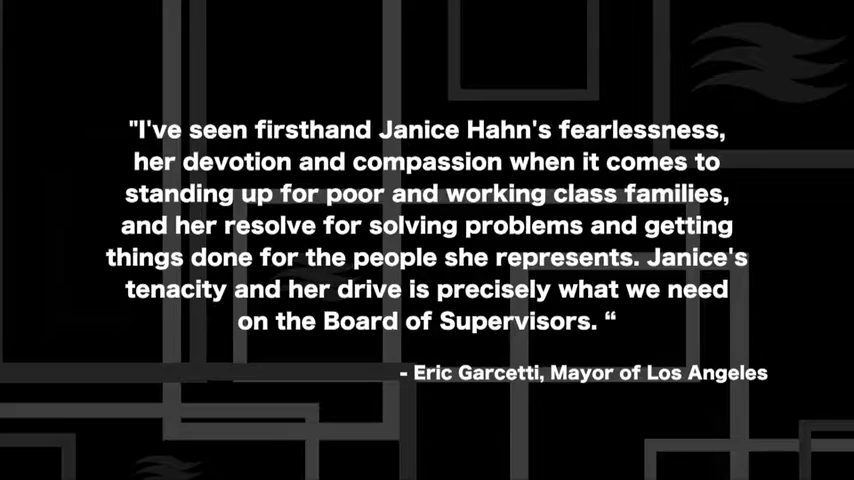 "I've seen firsthand Janice Hahn's fearlessness,
her devotion and compassion when it comes to
standing up for poor and working class families,
and her resolve for solving problems and getting
things done for the people she represents. Janice's
tenacity and her drive is precisely what we need
on the Board of Supervisors. “
- Eric Garcetti, Mayor of Los Angeles